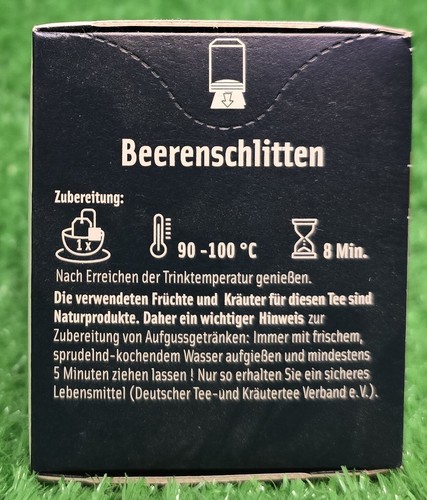 Beerenschlitten
Zubereitung:
1 x
90 -100 °C
8 Min.
Nach Erreichen der Trinktemperatur genießen.
Die verwendeten Früchte und Kräuter für diesen Tee sind
Naturprodukte. Daher ein wichtiger Hinweis zur
Zubereitung von Aufgussgetränken: Immer mit frischem,
sprudelnd-kochendem Wasser aufgießen und mindestens
5 Minuten ziehen lassen ! Nur so erhalten Sie ein sicheres
Lebensmittel (Deutscher Tee-und Kräutertee Verband e.V.).